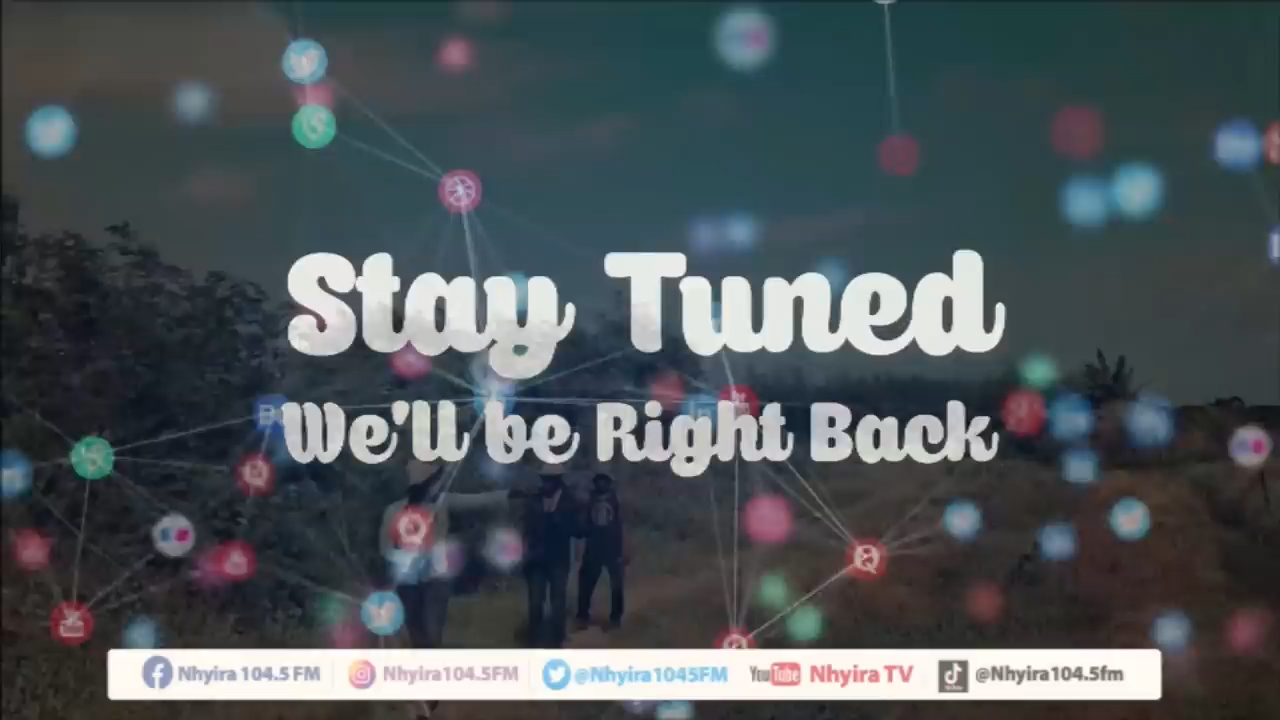 Stay Tuned
We'll be Right Back
Nhyira 104.5 FM Nhyira104.5FM @Nhyira1045FM YouTube Nhyira TV @Nhyira104.5fm